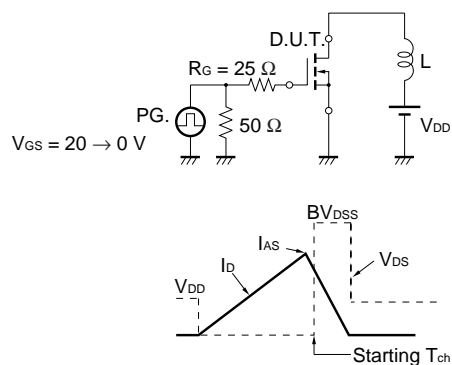 D.U.T.
RG = 25 Ω
L
PG.
50 Ω
VDD
VGS = 20 → 0 V
BVDSS
IAS
ID
VDS
VDD
Starting Tch